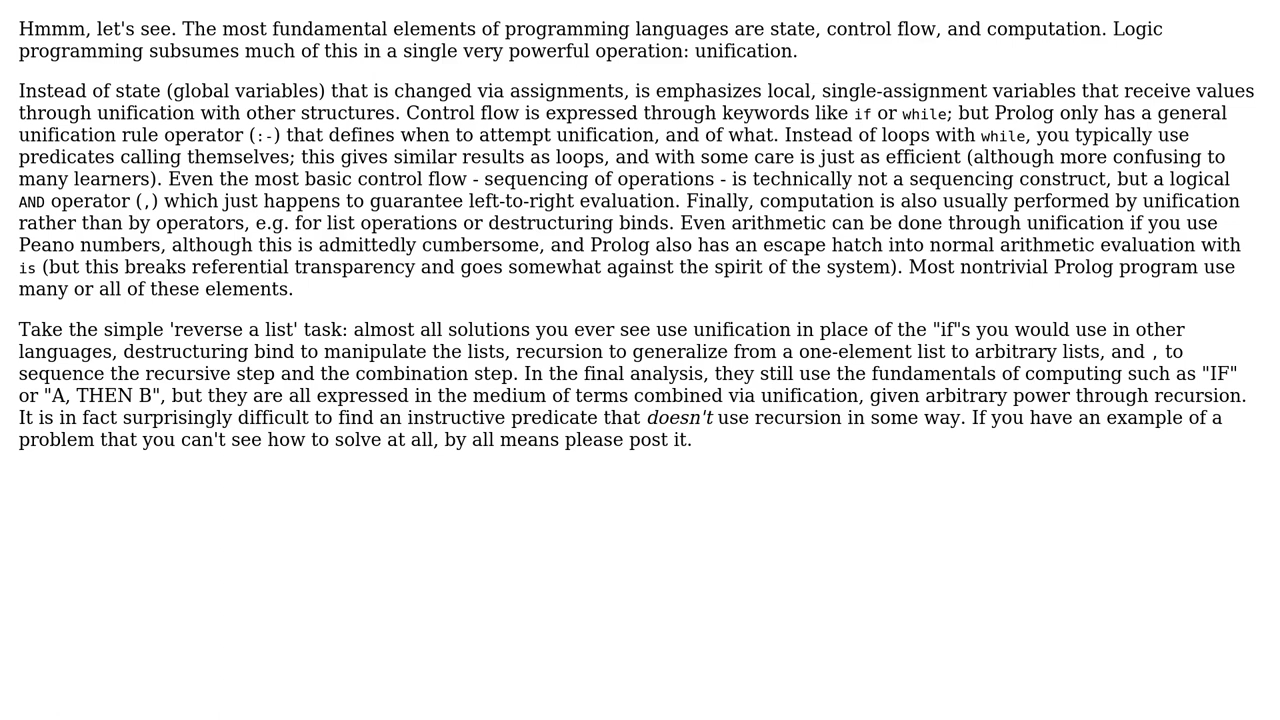 Hmmm, let's see. The most fundamental elements of programming languages are state, control flow, and computation. Logic
programming subsumes much of this in a single very powerful operation: unification.
Instead of state (global variables) that is changed via assignments, is emphasizes local, single-assignment variables that receive values
through unification with other structures. Control flow is expressed through keywords like if or while; but Prolog only has a general
unification rule operator (:-) that defines when to attempt unification, and of what. Instead of loops with while, you typically use
predicates calling themselves; this gives similar results as loops, and with some care is just as efficient (although more confusing to
many learners). Even the most basic control flow - sequencing of operations - is technically not a sequencing construct, but a logical
AND operator (,) which just happens to guarantee left-to-right evaluation. Finally, computation is also usually performed by unification
rather than by operators, e.g. for list operations or destructuring binds. Even arithmetic can be done through unification if you use
Peano numbers, although this is admittedly cumbersome, and Prolog also has an escape hatch into normal arithmetic evaluation with
is (but this breaks referential transparency and goes somewhat against the spirit of the system). Most nontrivial Prolog program use
many or all of these elements.
Take the simple 'reverse a list' task: almost all solutions you ever see use unification in place of the "if"s you would use in other
languages, destructuring bind to manipulate the lists, recursion to generalize from a one-element list to arbitrary lists, and , to
sequence the recursive step and the combination step. In the final analysis, they still use the fundamentals of computing such as "IF"
or "A, THEN B", but they are all expressed in the medium of terms combined via unification, given arbitrary power through recursion.
It is in fact surprisingly difficult to find an instructive predicate that doesn't use recursion in some way. If you have an example of a
problem that you can't see how to solve at all, by all means please post it.